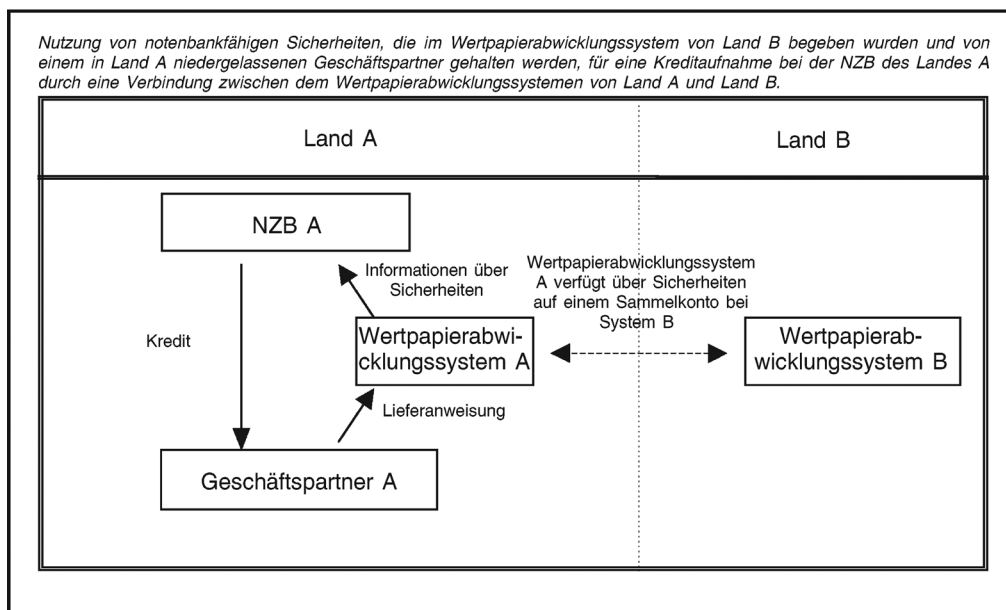 Nutzung von notenbankfähigen Sicherheiten, die im Wertpapierabwicklungssystem von Land B begeben wurden und von
einem in Land A niedergelassenen Geschäftspartner gehalten werden, für eine Kreditaufnahme bei der NZB des Landes A
durch eine Verbindung zwischen dem Wertpapierabwicklungssystemen von Land A und Land B.
Land A
Land B
NZB A
Informationen über
Sicherheiten
Wertpapierabwicklungssystem
A verfügt über Sicherheiten
auf einem Sammelkonto bei
System B
Kredit
Wertpapierabwi-
cklungssystem A
Wertpapierab-
wicklungssystem B
Lieferanweisung
Geschäftspartner A